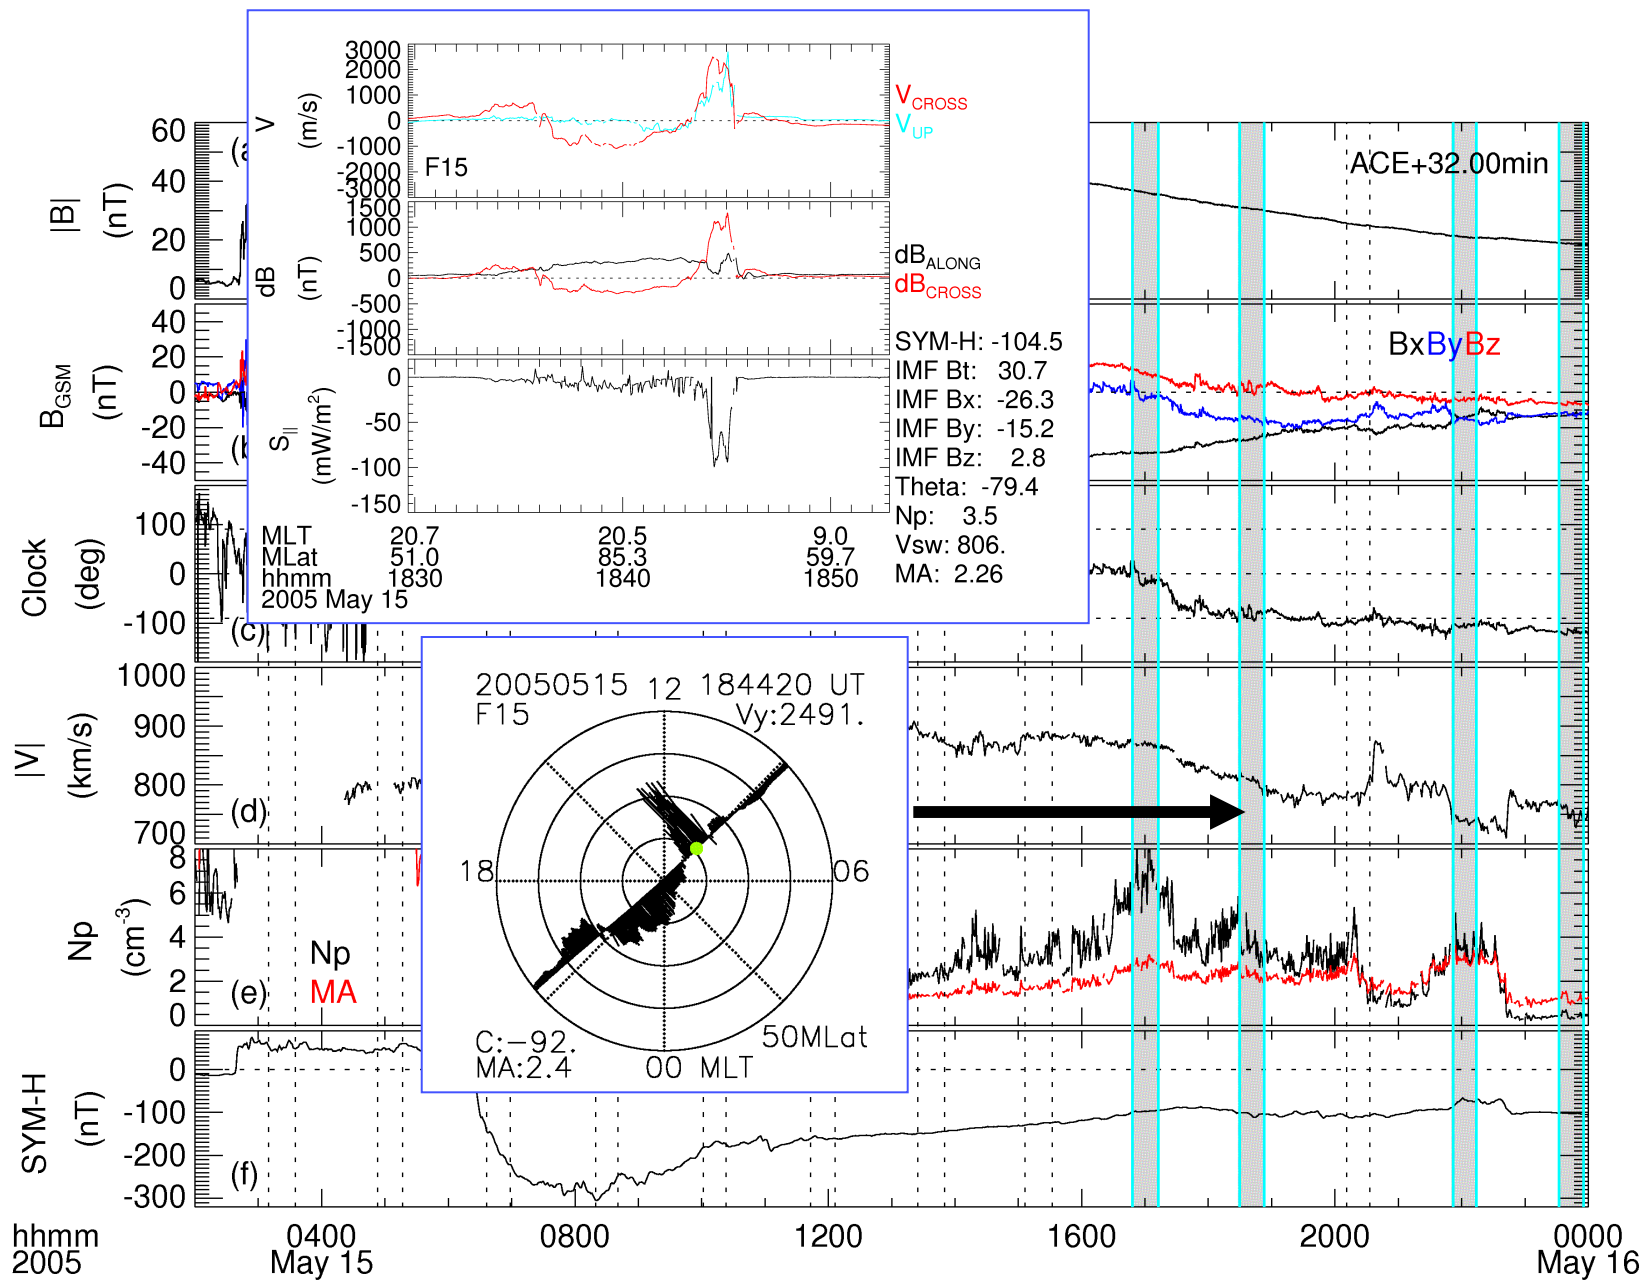 3000
2000
1000
0
-1000
-2000
-3000
V
(m/s)
F15
VCROSS
VUP
1500
1000
500
0
-500
-1000
-1500
dB
(nT)
dBALONG
dBCROSS
0
-50
-100
-150
S||
(mW/m²)
SYM-H: -104.5
IMF Bt: 30.7
IMF Bx: -26.3
IMF By: -15.2
IMF Bz: 2.8
Theta: -79.4
Np: 3.5
Vsw: 806.
MA: 2.26
MLT 20.7 20.5 9.0
MLat 51.0 85.3 59.7
hhmm 1830 1840 1850
2005 May 15
60
40
20
0
|B|
(nT)
(a
ACE+32.00min
40
20
0
-20
-40
BGSM
(nT)
(b
BxByBz
100
0
-100
Clock
(deg)
(c)
1000
900
800
700
|V|
(km/s)
(d)
20050515 12 184420 UT
F15 Vy:2491.
18
06
50MLat
C:-92.
MA:2.4 00 MLT
8
6
4
2
0
Np
(cm-3)
Np
MA
(e)
0
-100
-200
-300
SYM-H
(nT)
(f)
hhmm 0400 0800 1200 1600 2000 0000
2005 May 15 May 16